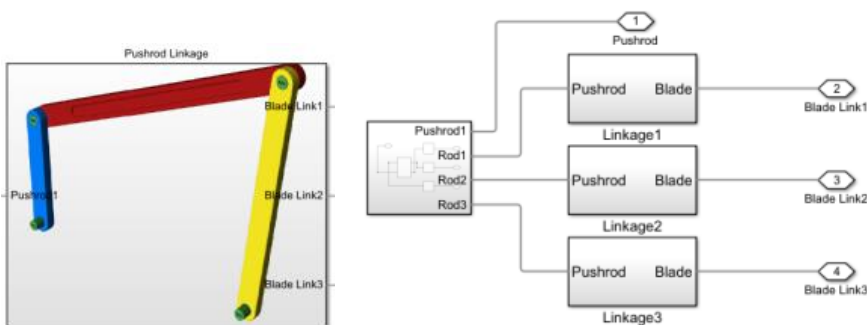 Pushrod Linkage
Blade Link1
Pushrod1
Blade Link2
Blade Link3
1
Pushrod
Pushrod Blade
Linkage1
2
Blade Link1
Pushrod1
Rod1
Rod2
Rod3
Pushrod Blade
Linkage2
3
Blade Link2
Pushrod Blade
Linkage3
4
Blade Link3